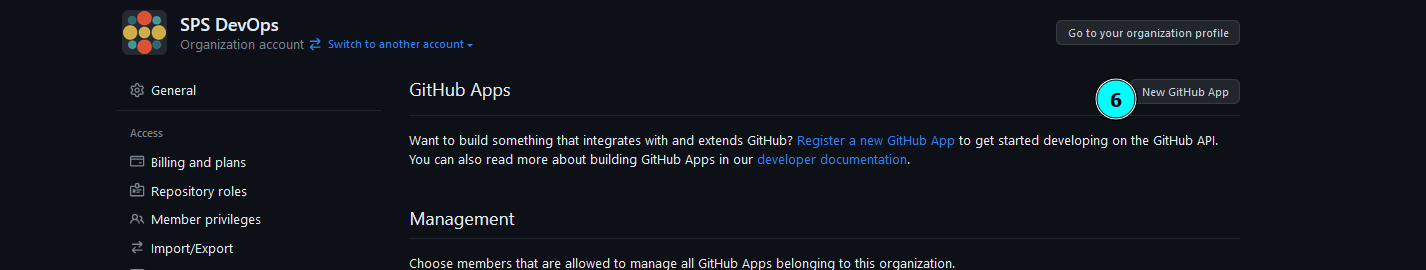 SPS DevOps
Organization account Switch to another account
Go to your organization profile
General
Access
Billing and plans
Repository roles
Member privileges
Import/Export
GitHub Apps
6
New GitHub App
Want to build something that integrates with and extends GitHub? Register a new GitHub App to get started developing on the GitHub API.
You can also read more about building GitHub Apps in our developer documentation.
Management
Choose members that are allowed to manage all GitHub Apps belonging to this organization.